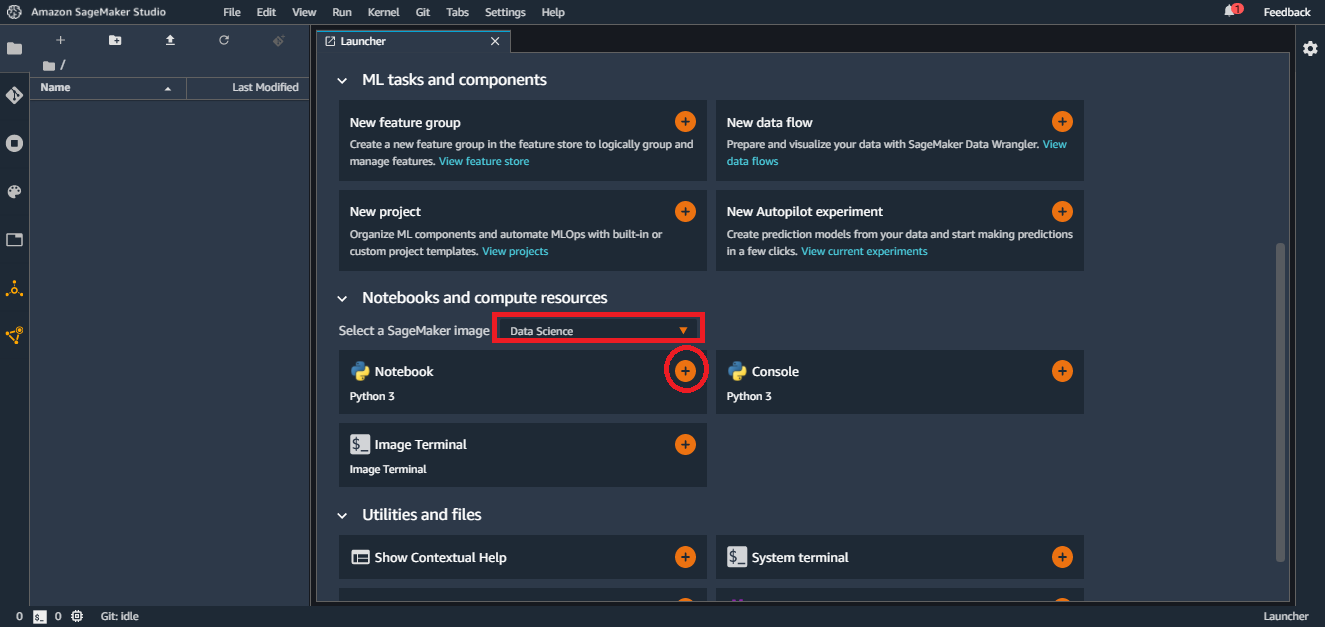 Amazon SageMaker Studio File Edit View Run Kernel Git Tabs Settings Help 1 Feedback
Launcher
/
Name Last Modified
ML tasks and components
New feature group
Create a new feature group in the feature store to logically group and
manage features. View feature store
New data flow
Prepare and visualize your data with SageMaker Data Wrangler. View
data flows
New project
Organize ML components and automate MLOps with built-in or
custom project templates. View projects
New Autopilot experiment
Create prediction models from your data and start making predictions
in a few clicks. View current experiments
Notebooks and compute resources
Select a SageMaker image Data Science
Notebook
Python 3
Console
Python 3
$_ Image Terminal
Image Terminal
Utilities and files
Show Contextual Help
$_ System terminal
0 $_ 0 Git: idle Launcher